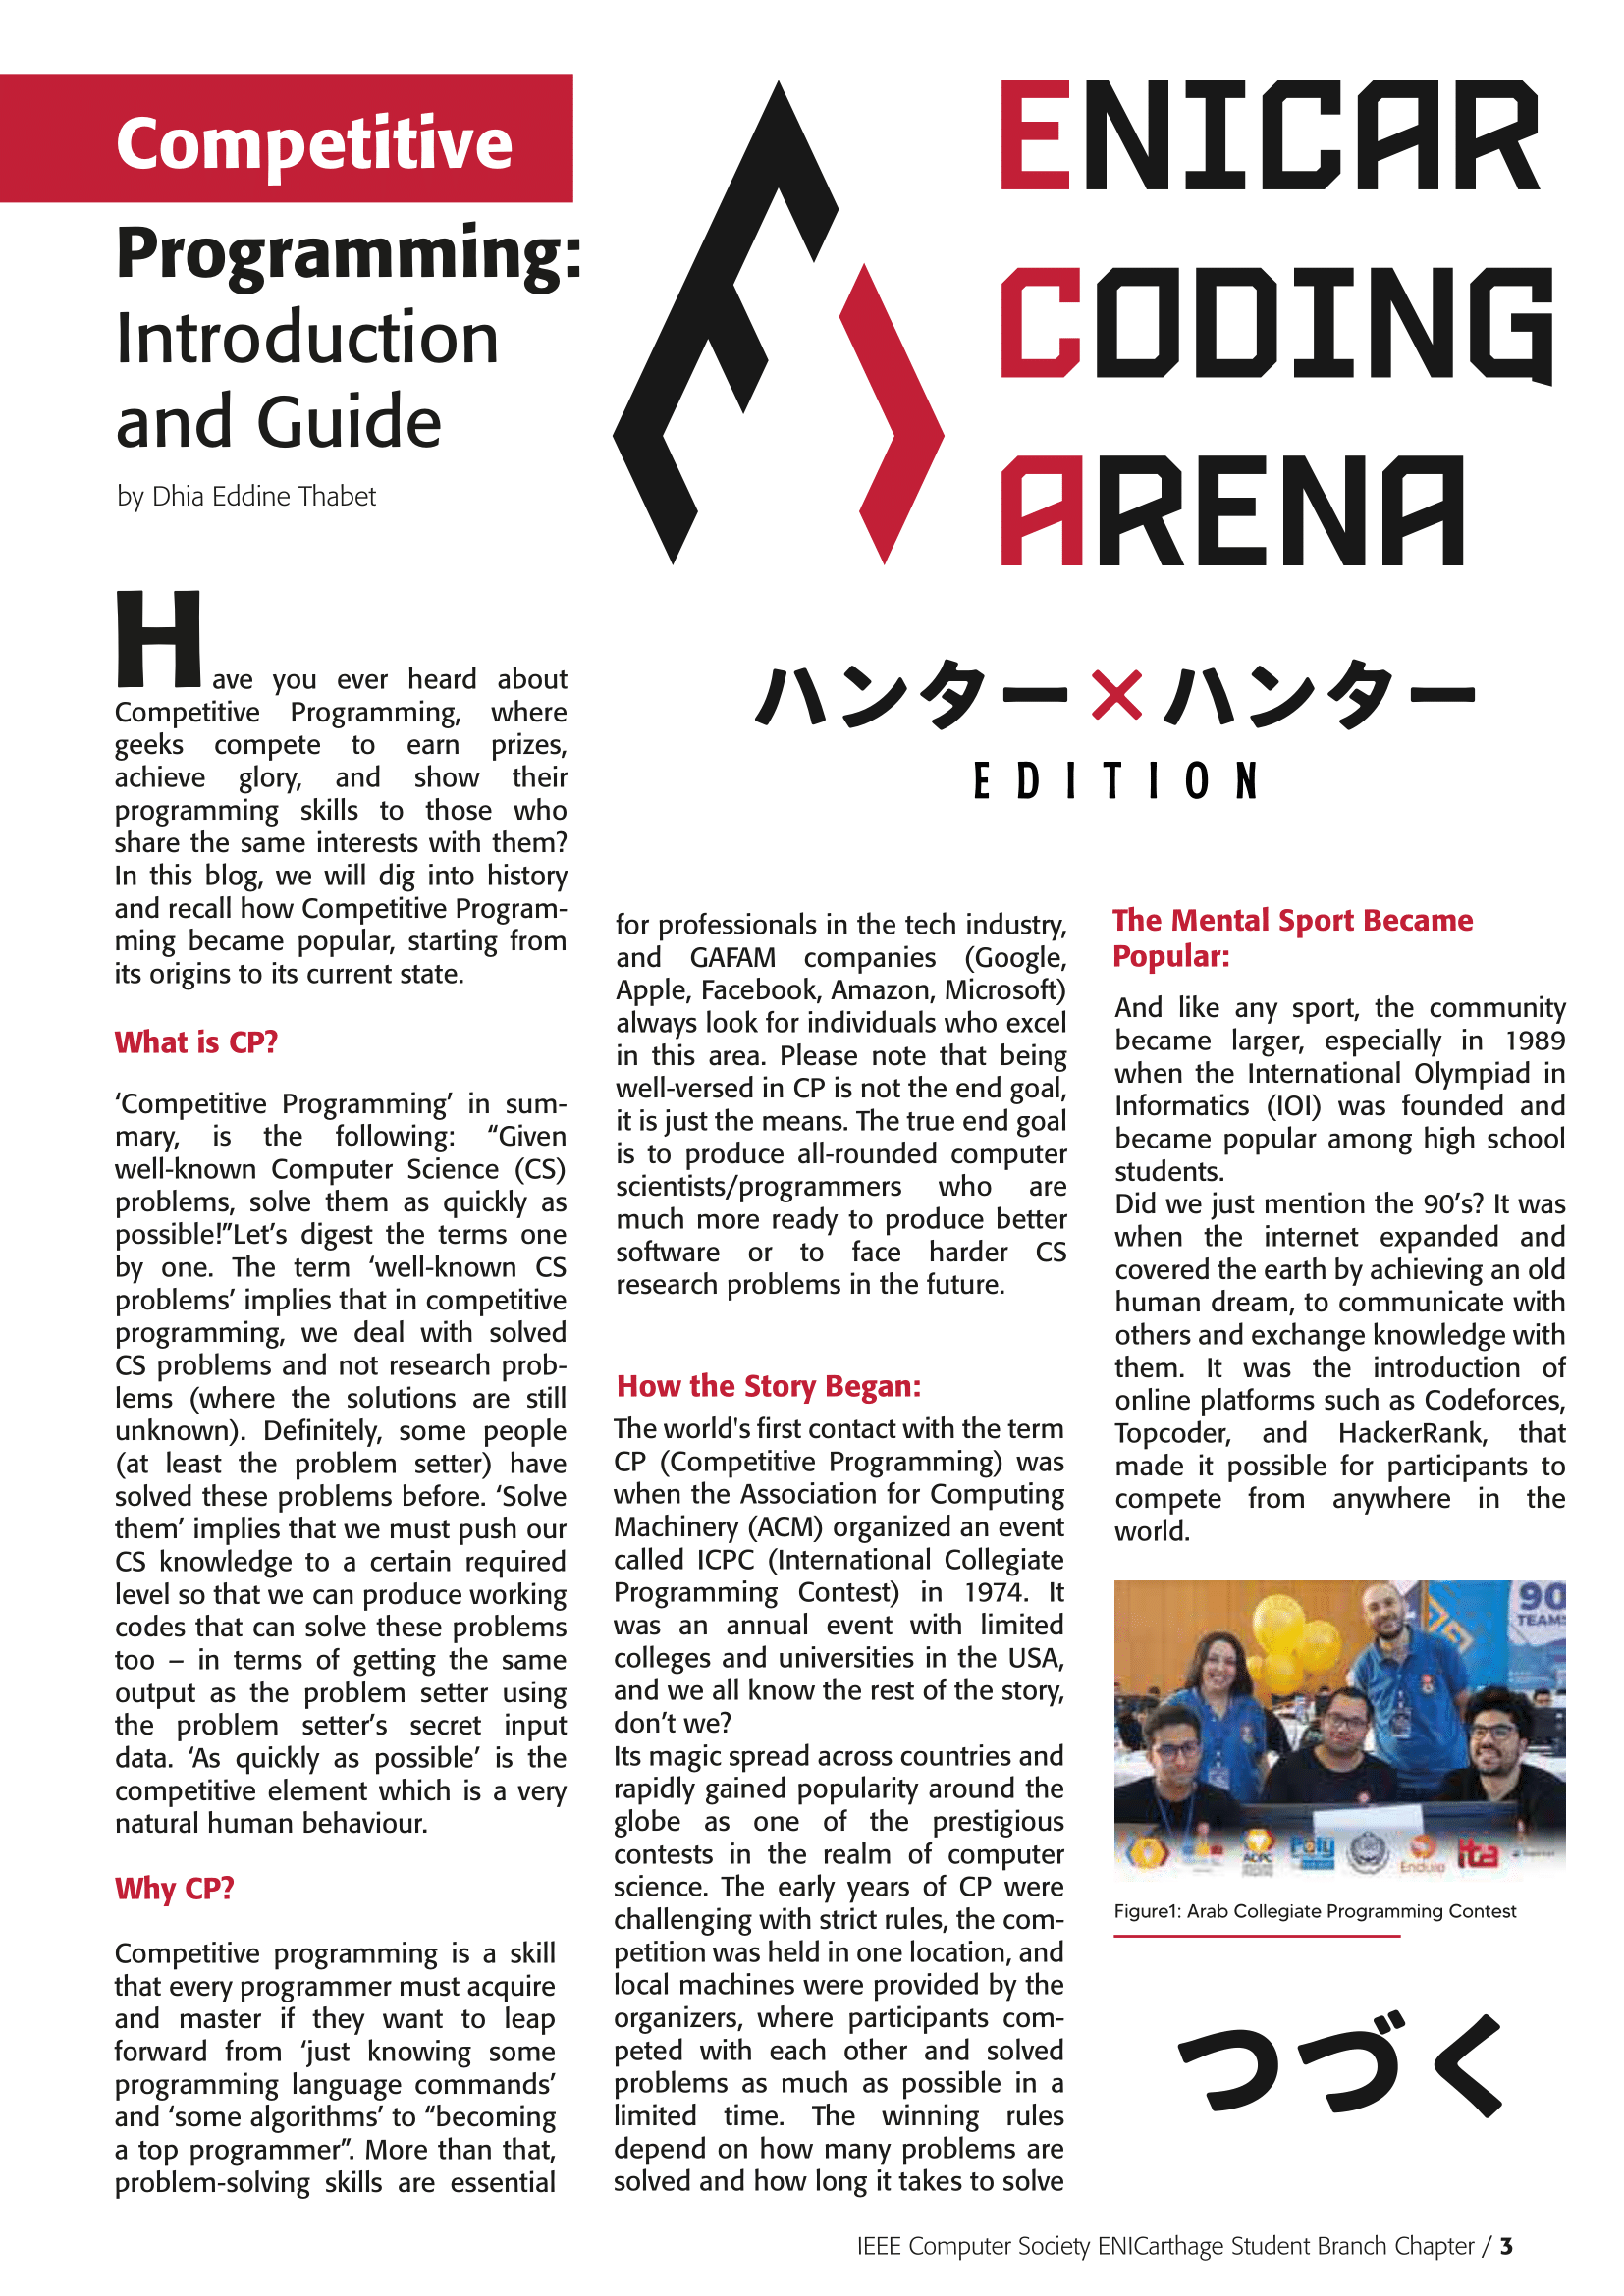 Competitive
Programming:
Introduction
and Guide
by Dhia Eddine Thabet
ENICAR
CODING
ARENA
ハンター×ハンター
EDITION
Have you ever heard about
Competitive Programming, where
geeks compete to earn prizes,
achieve glory, and show their
programming skills to those who
share the same interests with them?
In this blog, we will dig into history
and recall how Competitive Program-
ming became popular, starting from
its origins to its current state.
What is CP?
‘Competitive Programming’ in sum-
mary, is the following: “Given
well-known Computer Science (CS)
problems, solve them as quickly as
possible!”Let’s digest the terms one
by one. The term ‘well-known CS
problems’ implies that in competitive
programming, we deal with solved
CS problems and not research prob-
lems (where the solutions are still
unknown). Definitely, some people
(at least the problem setter) have
solved these problems before. ‘Solve
them’ implies that we must push our
CS knowledge to a certain required
level so that we can produce working
codes that can solve these problems
too – in terms of getting the same
output as the problem setter using
the problem setter’s secret input
data. ‘As quickly as possible’ is the
competitive element which is a very
natural human behaviour.
Why CP?
Competitive programming is a skill
that every programmer must acquire
and master if they want to leap
forward from ‘just knowing some
programming language commands’
and ‘some algorithms’ to “becoming
a top programmer”. More than that,
problem-solving skills are essential
for professionals in the tech industry,
and GAFAM companies (Google,
Apple, Facebook, Amazon, Microsoft)
always look for individuals who excel
in this area. Please note that being
well-versed in CP is not the end goal,
it is just the means. The true end goal
is to produce all-rounded computer
scientists/programmers who are
much more ready to produce better
software or to face harder CS
research problems in the future.
How the Story Began:
The world's first contact with the term
CP (Competitive Programming) was
when the Association for Computing
Machinery (ACM) organized an event
called ICPC (International Collegiate
Programming Contest) in 1974. It
was an annual event with limited
colleges and universities in the USA,
and we all know the rest of the story,
don’t we?
Its magic spread across countries and
rapidly gained popularity around the
globe as one of the prestigious
contests in the realm of computer
science. The early years of CP were
challenging with strict rules, the com-
petition was held in one location, and
local machines were provided by the
organizers, where participants com-
peted with each other and solved
problems as much as possible in a
limited time. The winning rules
depend on how many problems are
solved and how long it takes to solve
The Mental Sport Became
Popular:
And like any sport, the community
became larger, especially in 1989
when the International Olympiad in
Informatics (IOI) was founded and
became popular among high school
students.
Did we just mention the 90’s? It was
when the internet expanded and
covered the earth by achieving an old
human dream, to communicate with
others and exchange knowledge with
them. It was the introduction of
online platforms such as Codeforces,
Topcoder, and HackerRank, that
made it possible for participants to
compete from anywhere in the
world.
90
TEAMS
ACPC
Poly
Enduia
ita
Figure1: Arab Collegiate Programming Contest
つづく
IEEE Computer Society ENICarthage Student Branch Chapter / 3